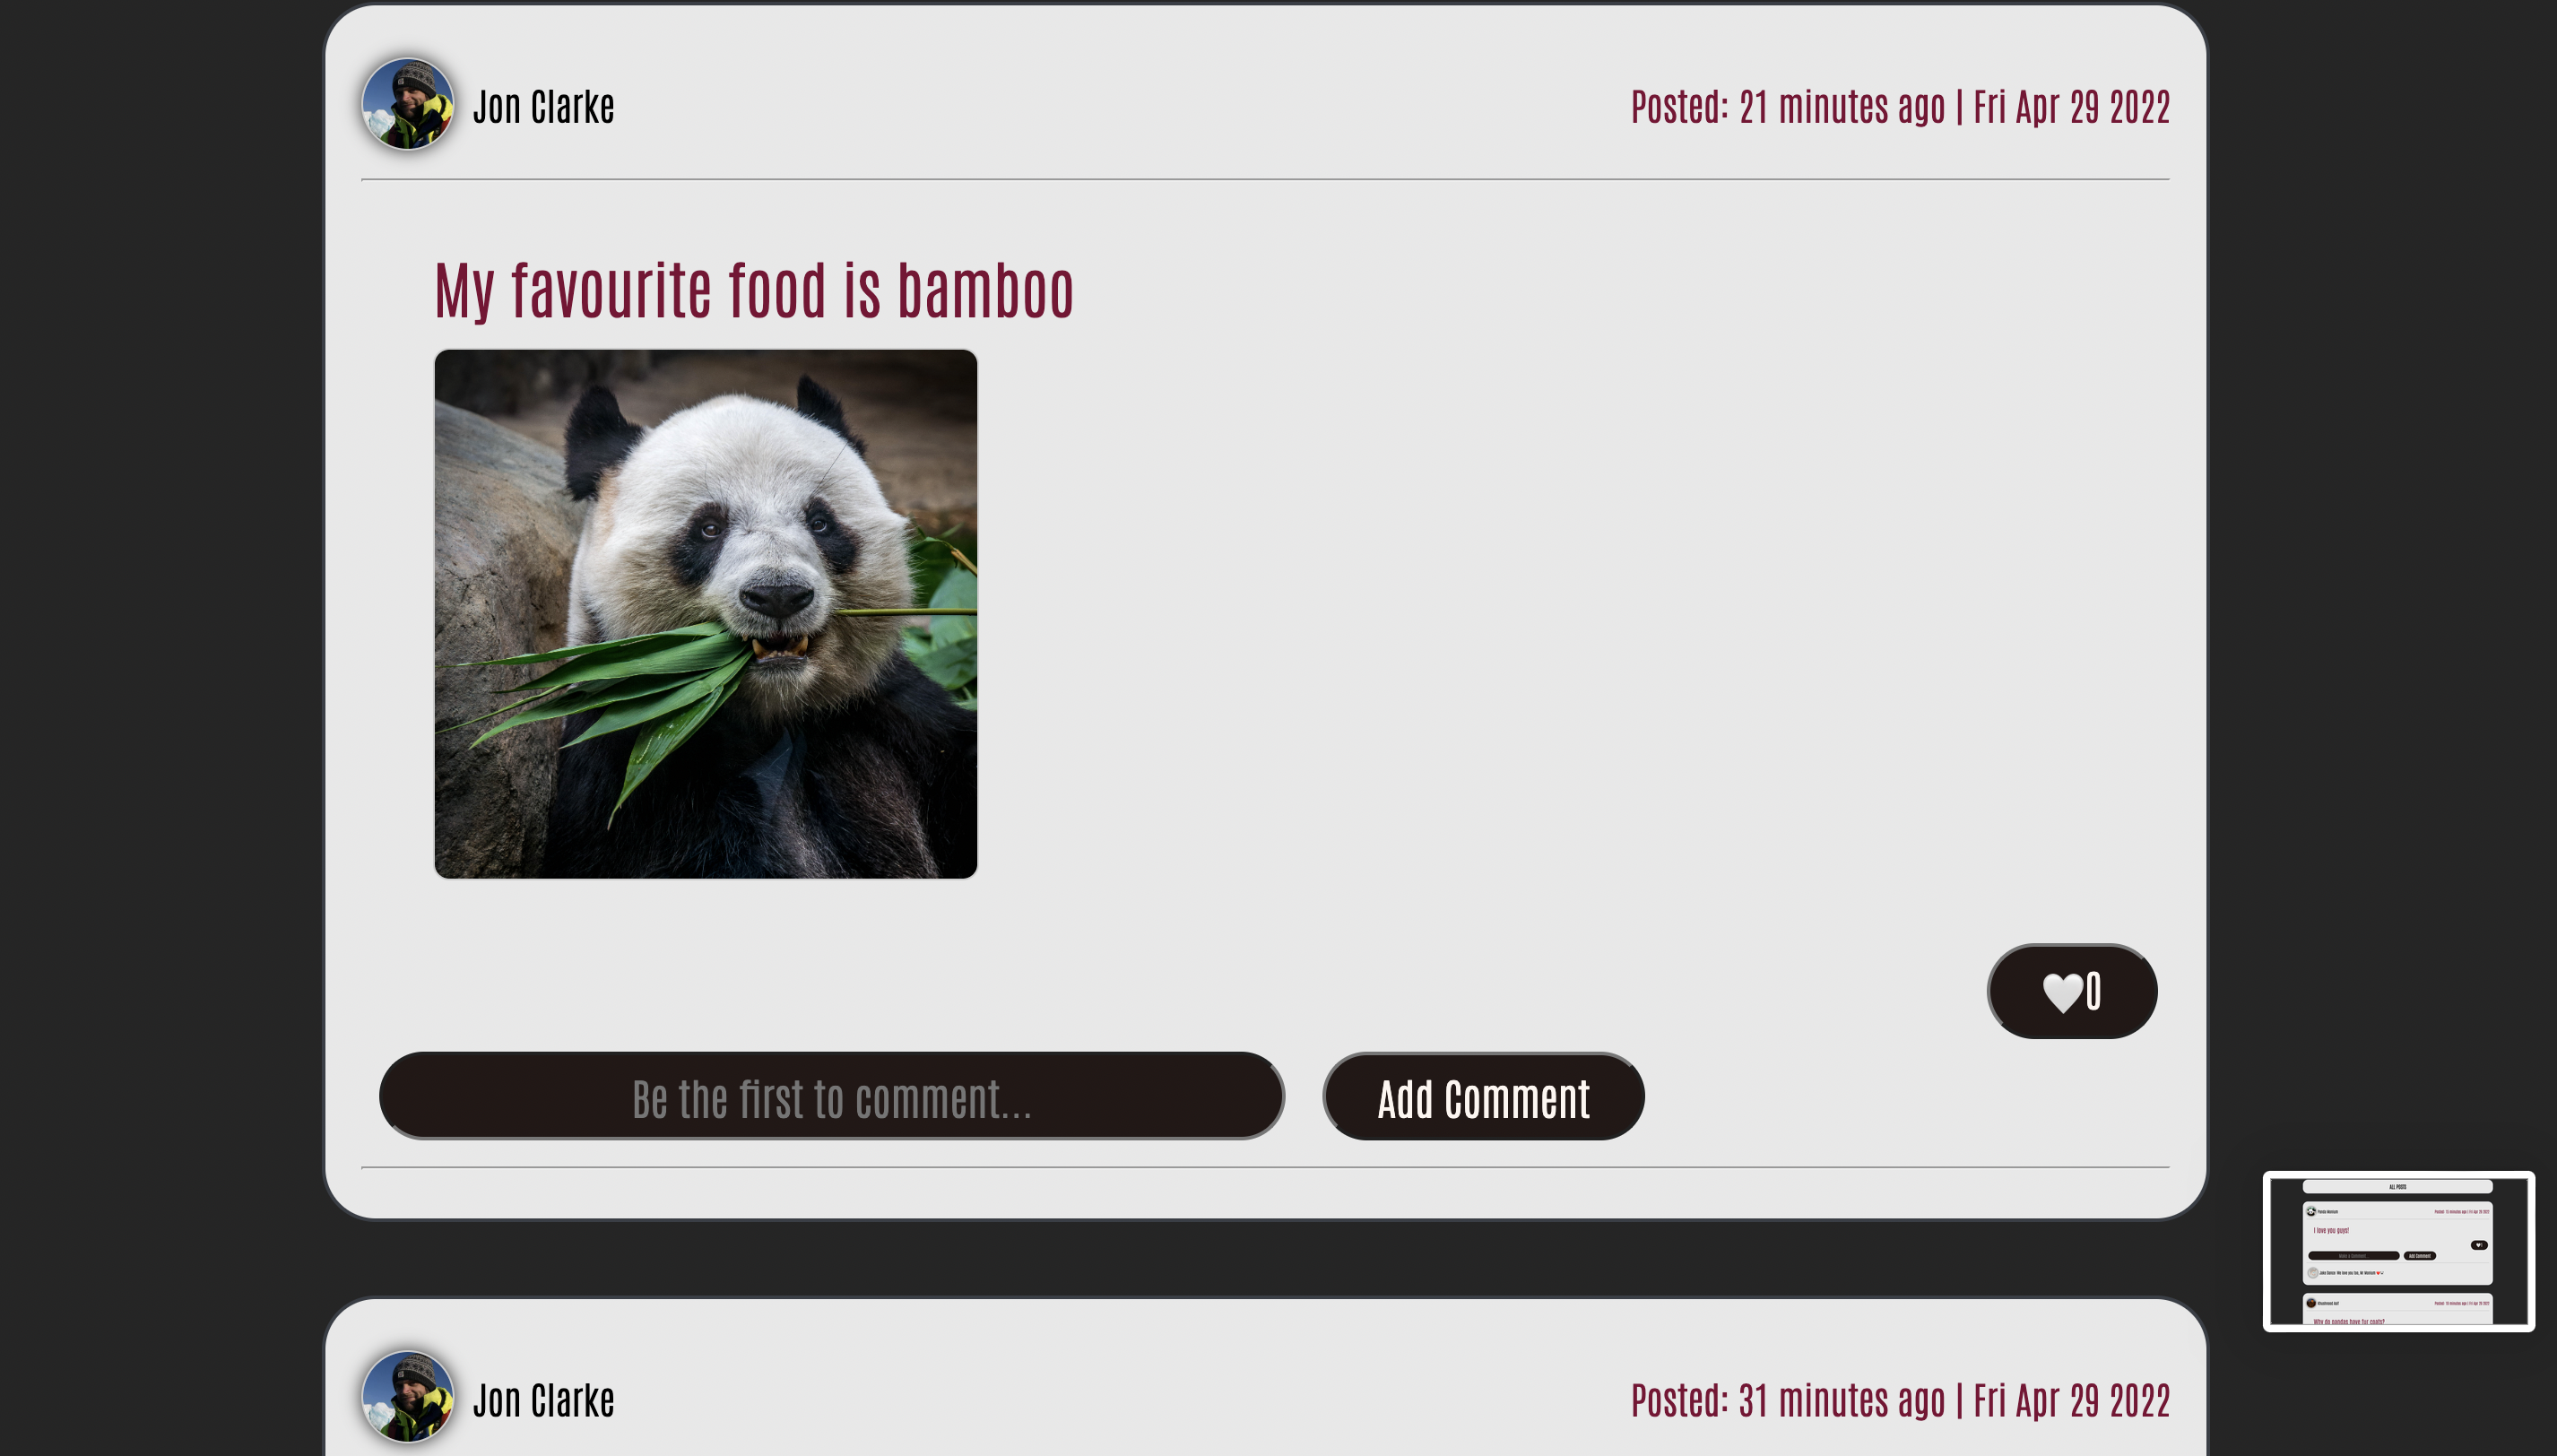 Jon Clarke
Posted: 21 minutes ago | Fri Apr 29 2022
My favourite food is bamboo
🤍0
Be the first to comment...
Add Comment
ALL POSTS
I love you guys!
Add Comment
Why do pandas have fur coats?
Jon Clarke
Posted: 31 minutes ago | Fri Apr 29 2022